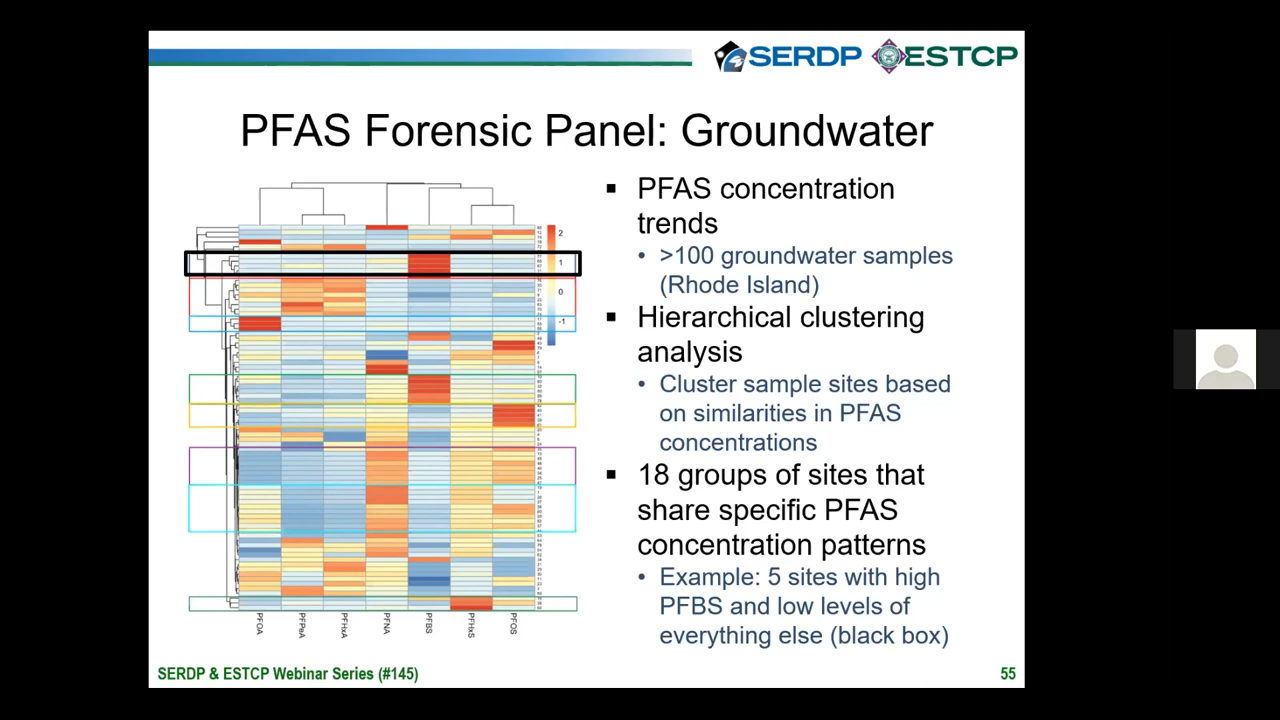 SERDP ESTCP
PFAS Forensic Panel: Groundwater
PFAS concentration
trends
>100 groundwater samples
(Rhode Island)
Hierarchical clustering
analysis
Cluster sample sites based
on similarities in PFAS
concentrations
18 groups of sites that
share specific PFAS
concentration patterns
Example: 5 sites with high
PFBS and low levels of
everything else (black box)
2
1
0
-1
PFOA PFPeA PFHxA PFNA PFBS PFHxS PFOS
SERDP & ESTCP Webinar Series (#145)
55